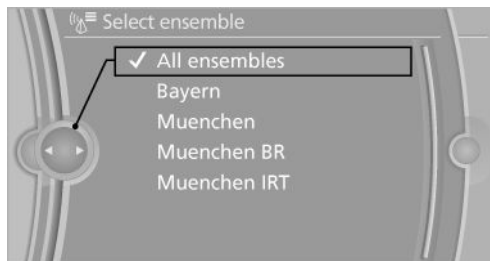 Select ensemble
All ensembles
Bayern
Muenchen
Muenchen BR
Muenchen IRT